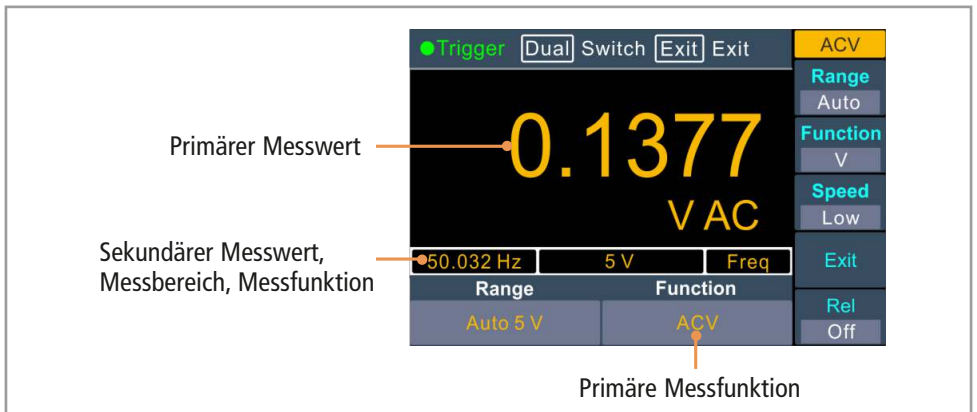 Trigger Dual Switch Exit Exit
ACV
Range
Auto
Function
V
Speed
Low
Exit
Rel
Off
Primärer Messwert
0.1377
V AC
Sekundärer Messwert,
Messbereich, Messfunktion
50.032 Hz 5 V Freq
Range Function
Auto 5 V ACV
Primäre Messfunktion